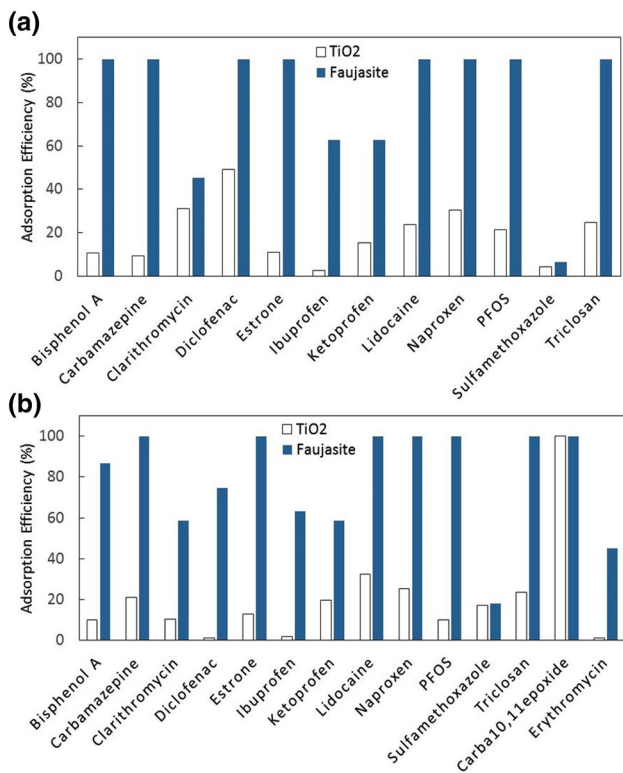 (a)
Adsorption Efficiency (%)
100
80
60
40
20
0
TiO2
Faujasite
Bisphenol A
Carbamazepine
Clarithromycin
Diclofenac
Estrone
Ibuprofen
Ketoprofen
Lidocaine
Naproxen
PFOS
Sulfamethoxazole
Triclosan
(b)
Adsorption Efficiency (%)
100
80
60
40
20
0
TiO2
Faujasite
Bisphenol A
Carbamazepine
Clarithromycin
Diclofenac
Estrone
Ibuprofen
Ketoprofen
Lidocaine
Naproxen
PFOS
Sulfamethoxazole
Triclosan
Carba10,11epoxide
Erythromycin